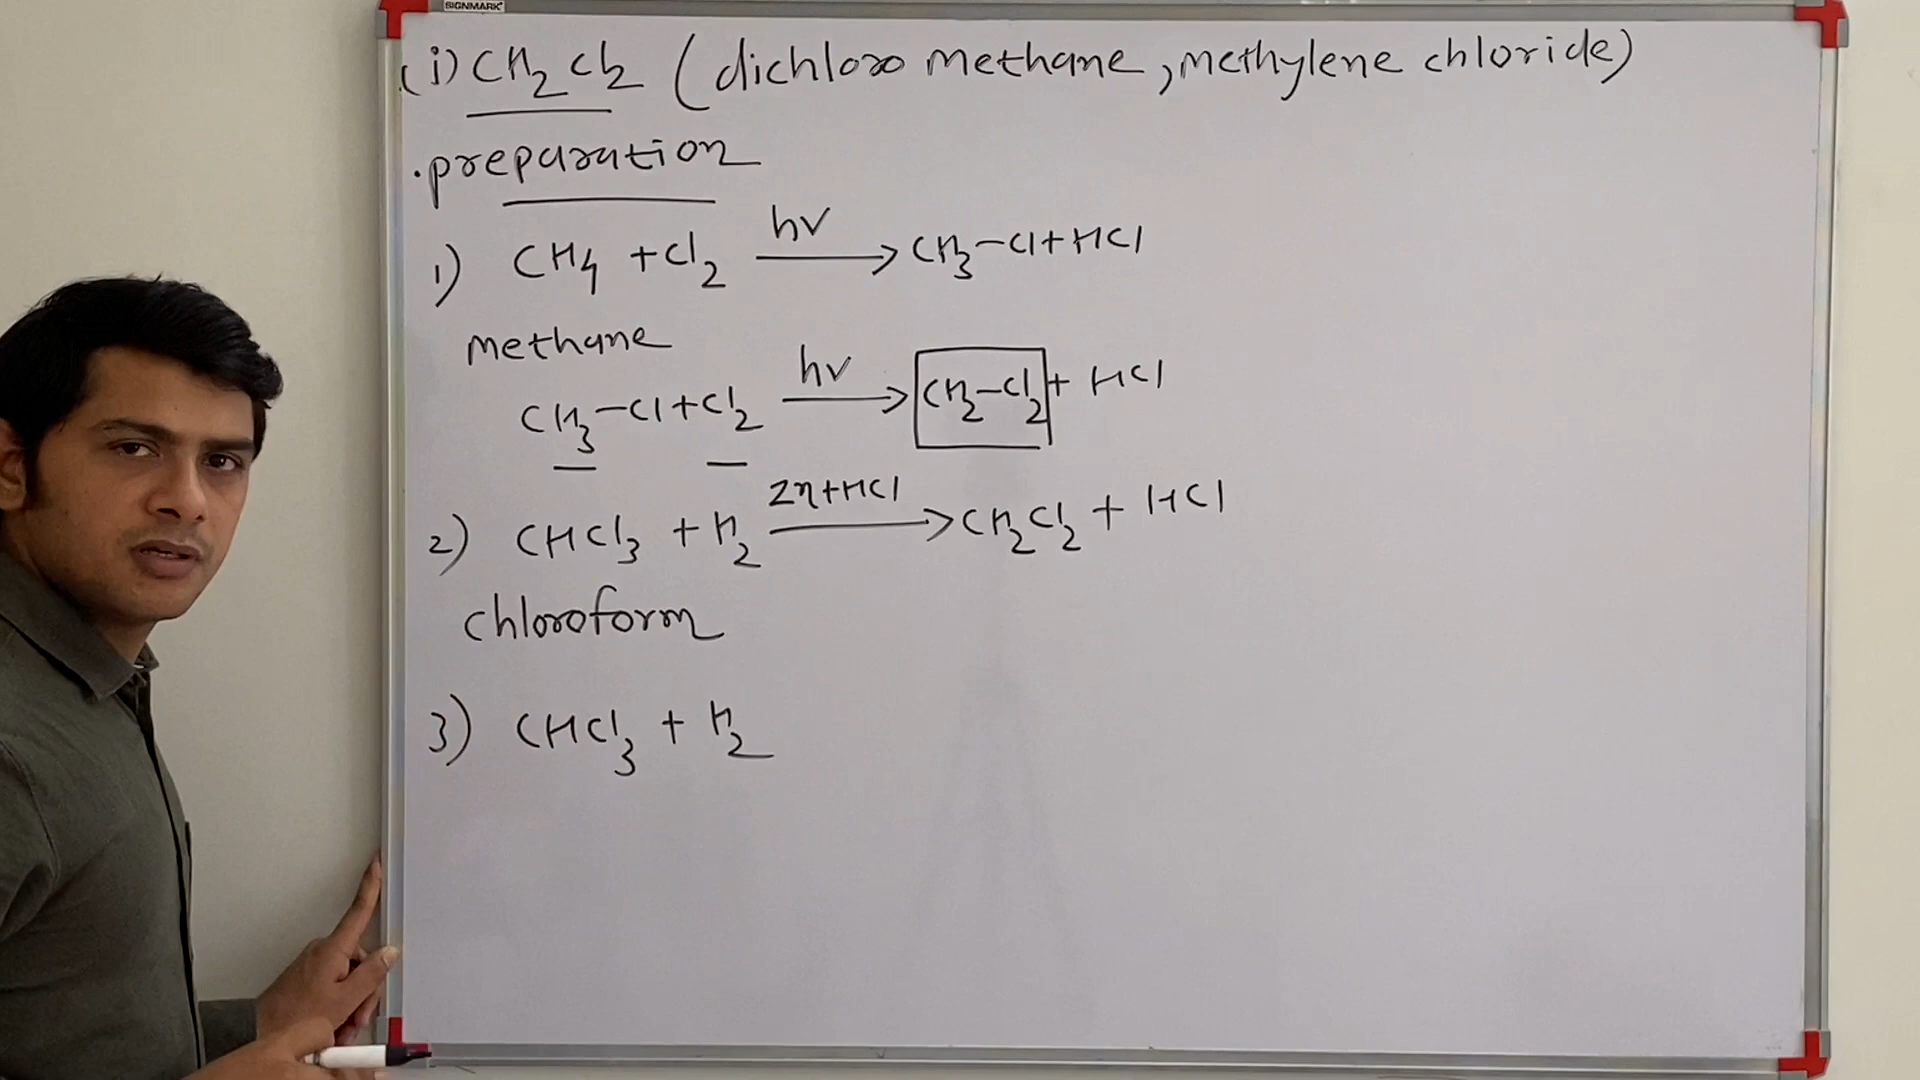 SIGNMARK
(i) CH2Cl2 (dichloro methane, methylene chloride)
. preparation
1) CH4 + Cl2 hν → CH3-Cl + HCl
methane
CH3-Cl + Cl2 hν → CH2-Cl2 + HCl
2) CHCl3 + H2 Zn+HCl → CH2Cl2 + HCl
chloroform
3) CHCl3 + H2